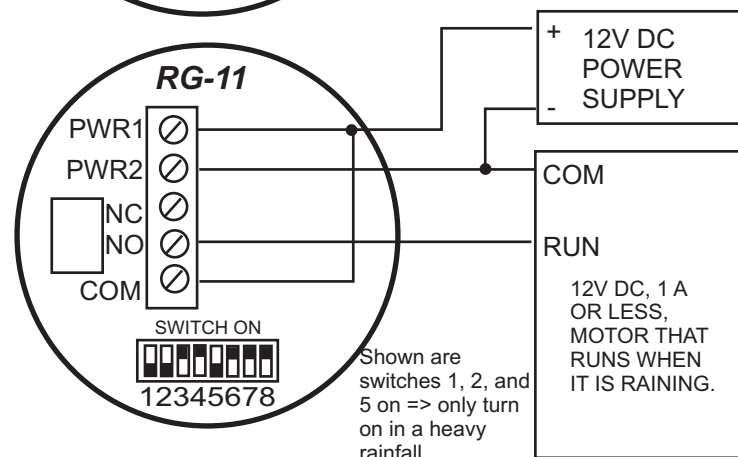 RG-11
PWR1
PWR2
NC
NO
COM
SWITCH ON
12345678
+ 12V DC
POWER
- SUPPLY
COM
RUN
12V DC, 1 A
OR LESS,
MOTOR THAT
RUNS WHEN
IT IS RAINING.
Shown are
switches 1, 2, and
5 on => only turn
on in a heavy
rainfall